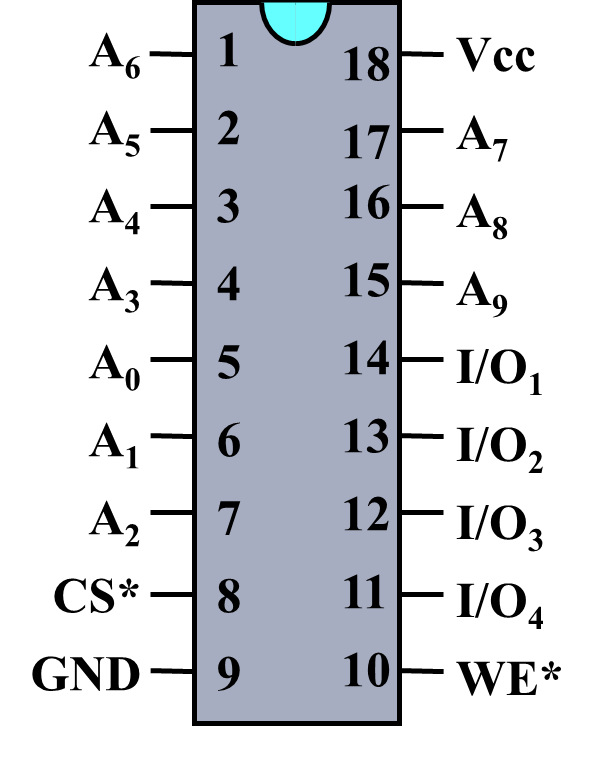 A₆ 1 18 Vcc
A₅ 2 17 A₇
A₄ 3 16 A₈
A₃ 4 15 A₉
A₀ 5 14 I/O₁
A₁ 6 13 I/O₂
A₂ 7 12 I/O₃
CS* 8 11 I/O₄
GND 9 10 WE*